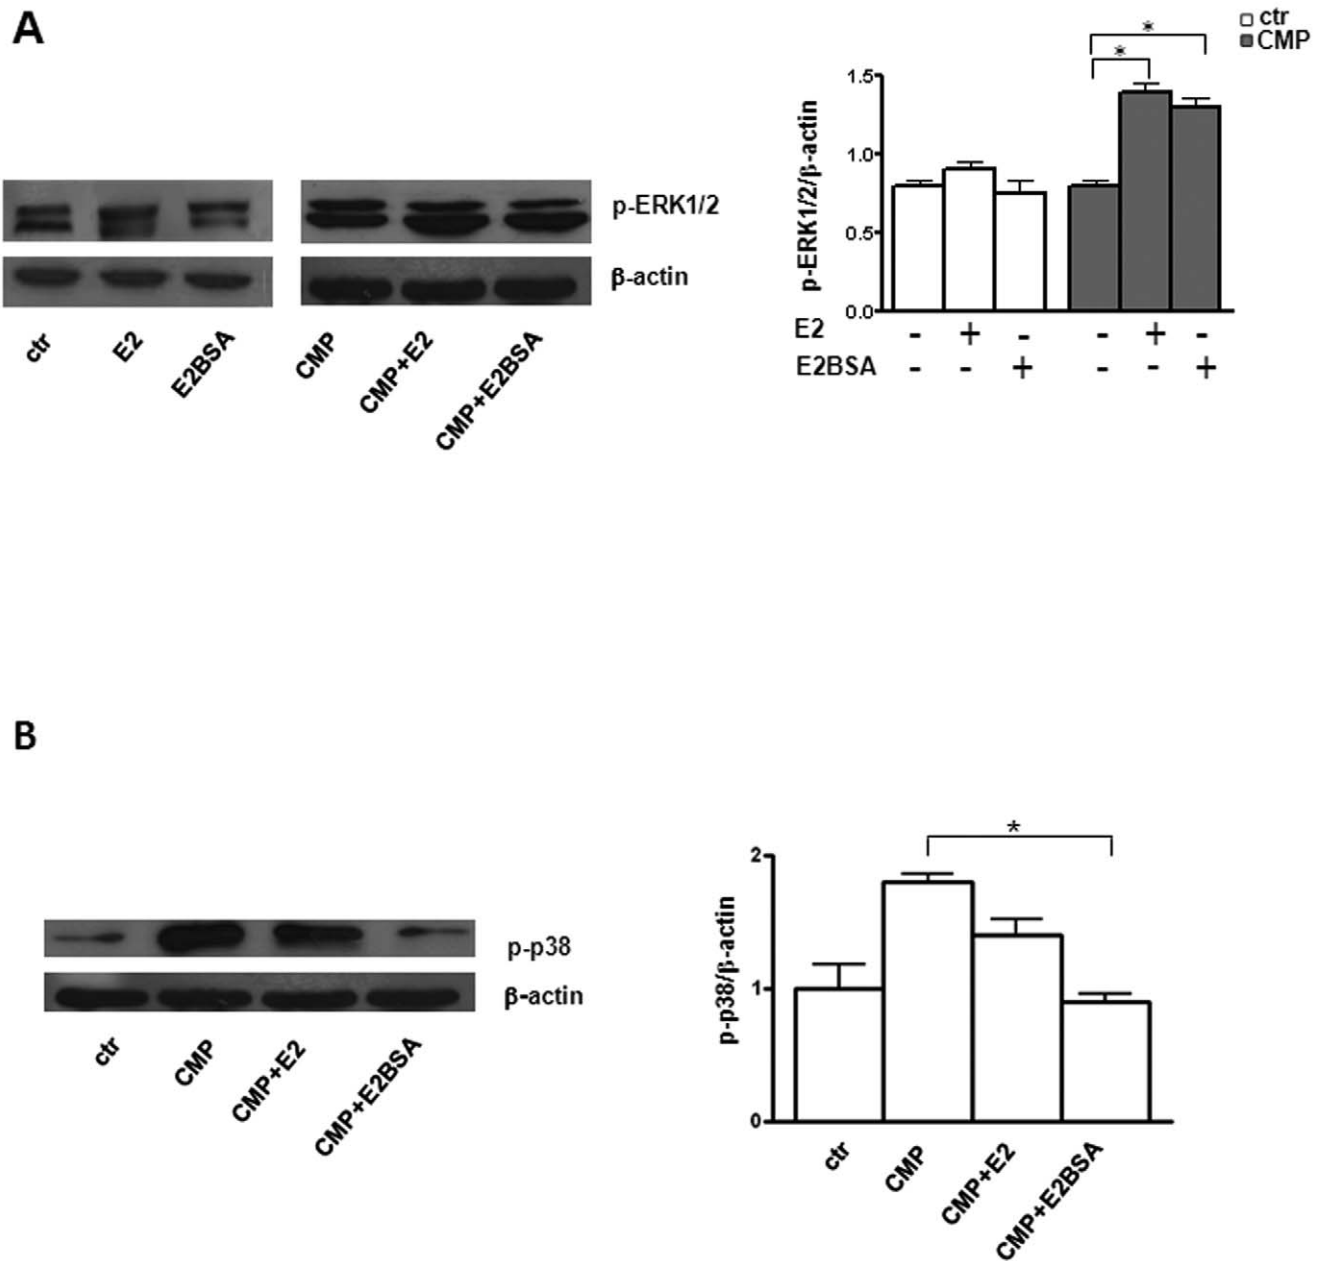 A
p-ERK1/2
β-actin
ctr
E2
E2BSA
CMP
CMP+E2
CMP+E2BSA
ctr
CMP
*
*
p-ERK1/2/β-actin
1.5
1.0
0.5
0.0
E2 - + - - + -
E2BSA - - + - - +
B
p-p38
β-actin
ctr
CMP
CMP+E2
CMP+E2BSA
*
p-p38/β-actin
2
1
0
ctr
CMP
CMP+E2
CMP+E2BSA